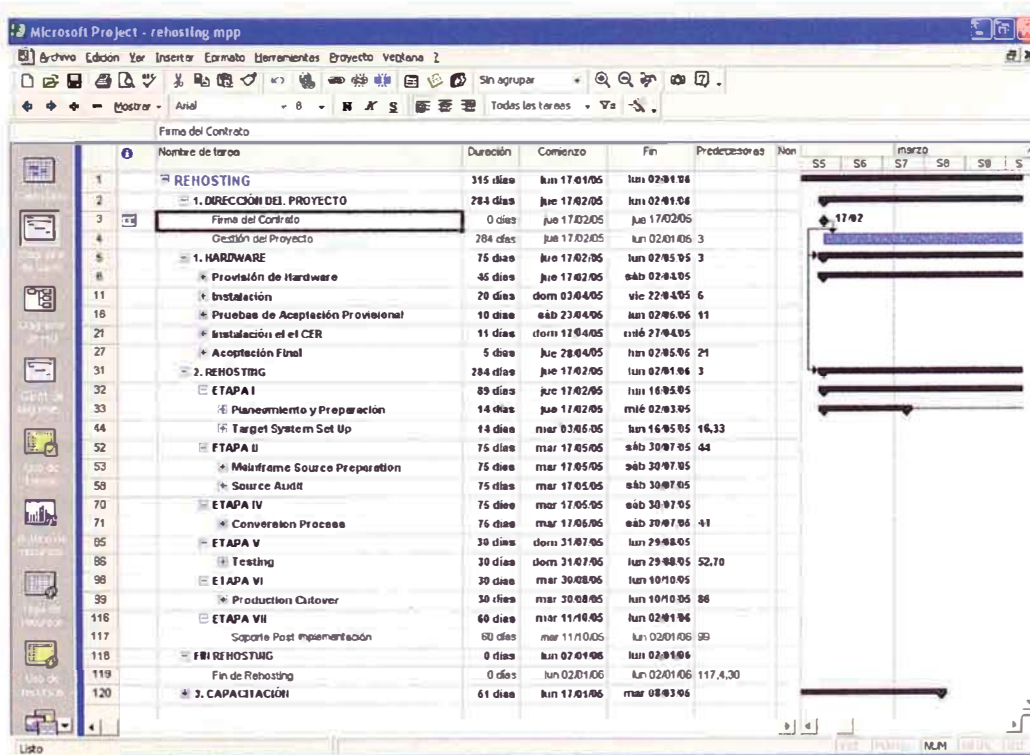 Microsoft Project - rehosting mpp
Archivo Edición Ver Insertar Formato Herramientas Proyecto Ventana ?
Sin agrupar
Mostrar - Arial 8 N K S Todas las tareas
Firma del Contrato
Nombre de tarea Duración Comienzo Fin Predecesoras Nom marzo
S5 S6 S7 S8 S9 S
1 REHOSTING 315 días lun 17/01/05 lun 02/01/06
2 1. DIRECCIÓN DEL PROYECTO 284 días jue 17/02/05 lun 02/01/06
3 Firma del Contrato 0 días jue 17/02/05 jue 17/02/05 17/02
4 Gestión del Proyecto 284 días jue 17/02/05 lun 02/01/06 3
5 1. HARDWARE 75 días jue 17/02/05 lun 02/05/05 3
6 Provisión de Hardware 45 días jue 17/02/05 sáb 02/04/05
11 Instalación 20 días dom 03/04/05 vie 22/04/05 6
16 Pruebas de Aceptación Provisional 10 días sáb 23/04/05 lun 02/05/05 11
21 Instalación el el CER 11 días dom 17/04/05 mié 27/04/05
27 Aceptación Final 5 días jue 28/04/05 lun 02/05/05 21
31 2. REHOSTING 284 días jue 17/02/05 lun 02/01/06 3
32 ETAPA I 89 días jue 17/02/05 lun 16/05/05
33 Planeamiento y Preparación 14 días jue 17/02/05 mié 02/03/05
44 Target System Set Up 14 días mar 03/05/05 lun 16/05/05 16,33
52 ETAPA II 75 días mar 17/05/05 sáb 30/07/05 44
53 Mainframe Source Preparation 75 días mar 17/05/05 sáb 30/07/05
58 Source Audit 75 días mar 17/05/05 sáb 30/07/05
70 ETAPA IV 75 días mar 17/05/05 sáb 30/07/05
71 Conversion Process 75 días mar 17/05/05 sáb 30/07/05
85 ETAPA V 30 días dom 31/07/05 lun 29/08/05
86 Testing 30 días dom 31/07/05 lun 29/08/05 52,70
98 ETAPA VI 30 días mar 30/08/05 lun 10/10/05
99 Production Cutover 30 días mar 30/08/05 lun 10/10/05 86
116 ETAPA VII 60 días mar 11/10/05 lun 02/01/06
117 Soporte Post Implementación 60 días mar 11/10/05 lun 02/01/06 99
118 FIN REHOSTING 0 días lun 02/01/06 lun 02/01/06
119 Fin de Rehosting 0 días lun 02/01/06 lun 02/01/06 117,4,30
120 3. CAPACITACIÓN 61 días lun 17/01/05 mar 08/03/05
Listo NUM